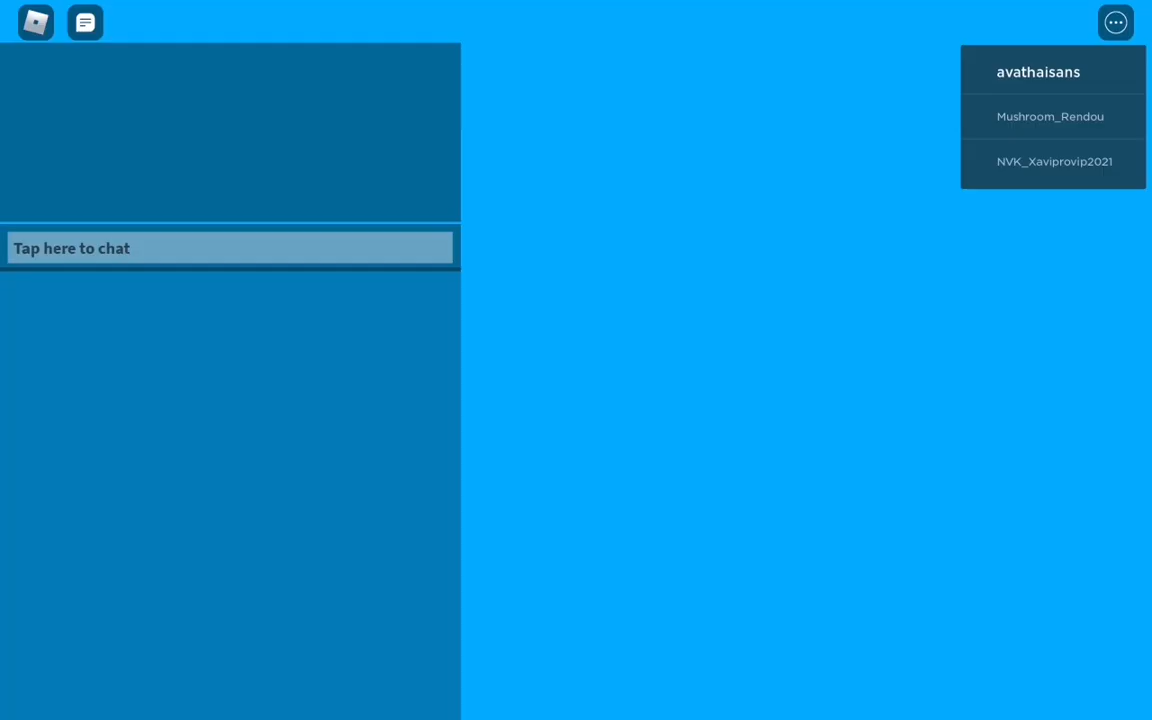 avathaisans
Mushroom_Rendou
NVK_Xaviprovip2021
Tap here to chat